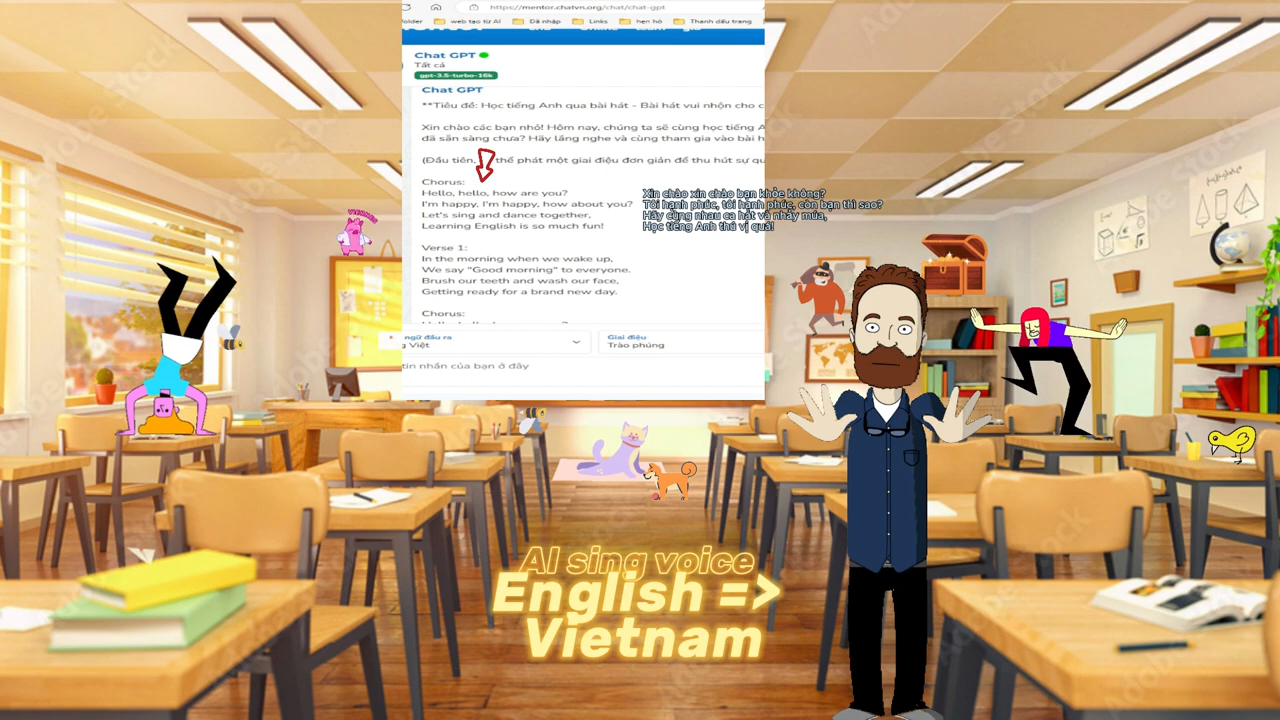 https://mentor.chatvn.org/chat/chat-gpt
older web tạo từ AI Đã nhập Links hẹn hò Thanh dấu trang
Chat GPT
Tất cả
gpt-3.5-turbo-16k
Chat GPT
**Tiêu đề: Học tiếng Anh qua bài hát - Bài hát vui nhộn cho c
Xin chào các bạn nhỏ! Hôm nay, chúng ta sẽ cùng học tiếng A
đã sẵn sàng chưa? Hãy lắng nghe và cùng tham gia vào bài h
(Đầu tiên, thể phát một giai điệu đơn giản để thu hút sự qu
Chorus:
Hello, hello, how are you?
I'm happy, I'm happy, how about you?
Let's sing and dance together,
Learning English is so much fun!
Xin chào xin chào bạn khỏe không?
Tôi hạnh phúc, tôi hạnh phúc, còn bạn thì sao?
Hãy cùng nhau ca hát và nhảy múa,
Học tiếng Anh thú vị quá!
Verse 1:
In the morning when we wake up,
We say "Good morning" to everyone.
Brush our teeth and wash our face,
Getting ready for a brand new day.
Chorus:
ngữ đầu ra
g Việt
Giai điệu
Trào phúng
tin nhắn của bạn ở đây
AI sing voice
English =>
Vietnam